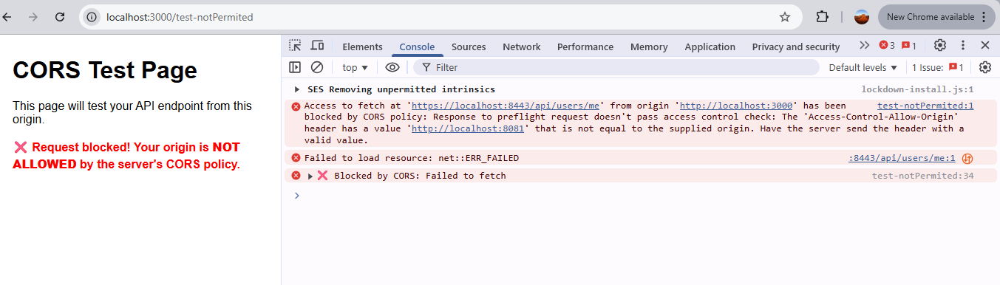 localhost:3000/test-notPermited
New Chrome available
CORS Test Page
This page will test your API endpoint from this
origin.
❌ Request blocked! Your origin is NOT
ALLOWED by the server's CORS policy.
Elements Console Sources Network Performance Memory Application Privacy and security 3 1
top Filter Default levels 1 Issue: 1
SES Removing unpermitted intrinsics lockdown-install.js:1
Access to fetch at 'https://localhost:8443/api/users/me' from origin 'http://localhost:3000' has been test-notPermited:1
blocked by CORS policy: Response to preflight request doesn't pass access control check: The 'Access-Control-Allow-Origin'
header has a value 'http://localhost:8081' that is not equal to the supplied origin. Have the server send the header with a
valid value.
Failed to load resource: net::ERR_FAILED :8443/api/users/me:1
❌ Blocked by CORS: Failed to fetch test-notPermited:34